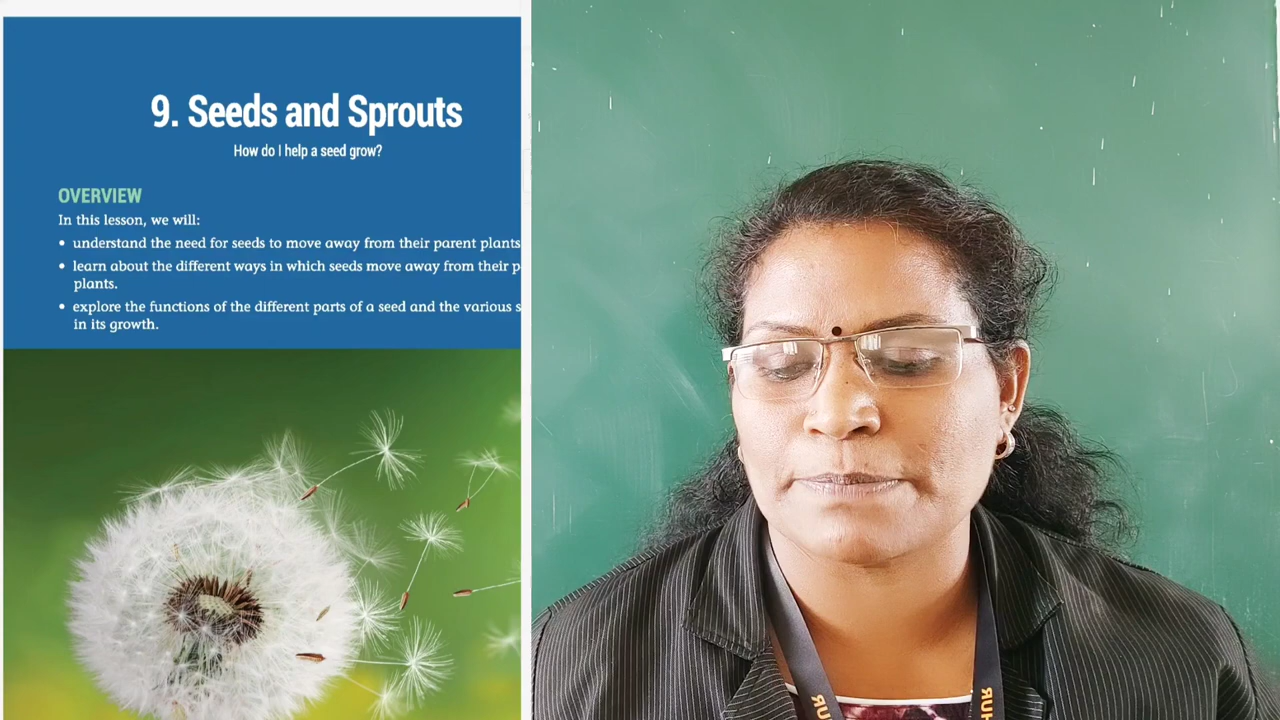 9. Seeds and Sprouts
How do I help a seed grow?
OVERVIEW
In this lesson, we will:
• understand the need for seeds to move away from their parent plants
• learn about the different ways in which seeds move away from their p
plants.
• explore the functions of the different parts of a seed and the various s
in its growth.